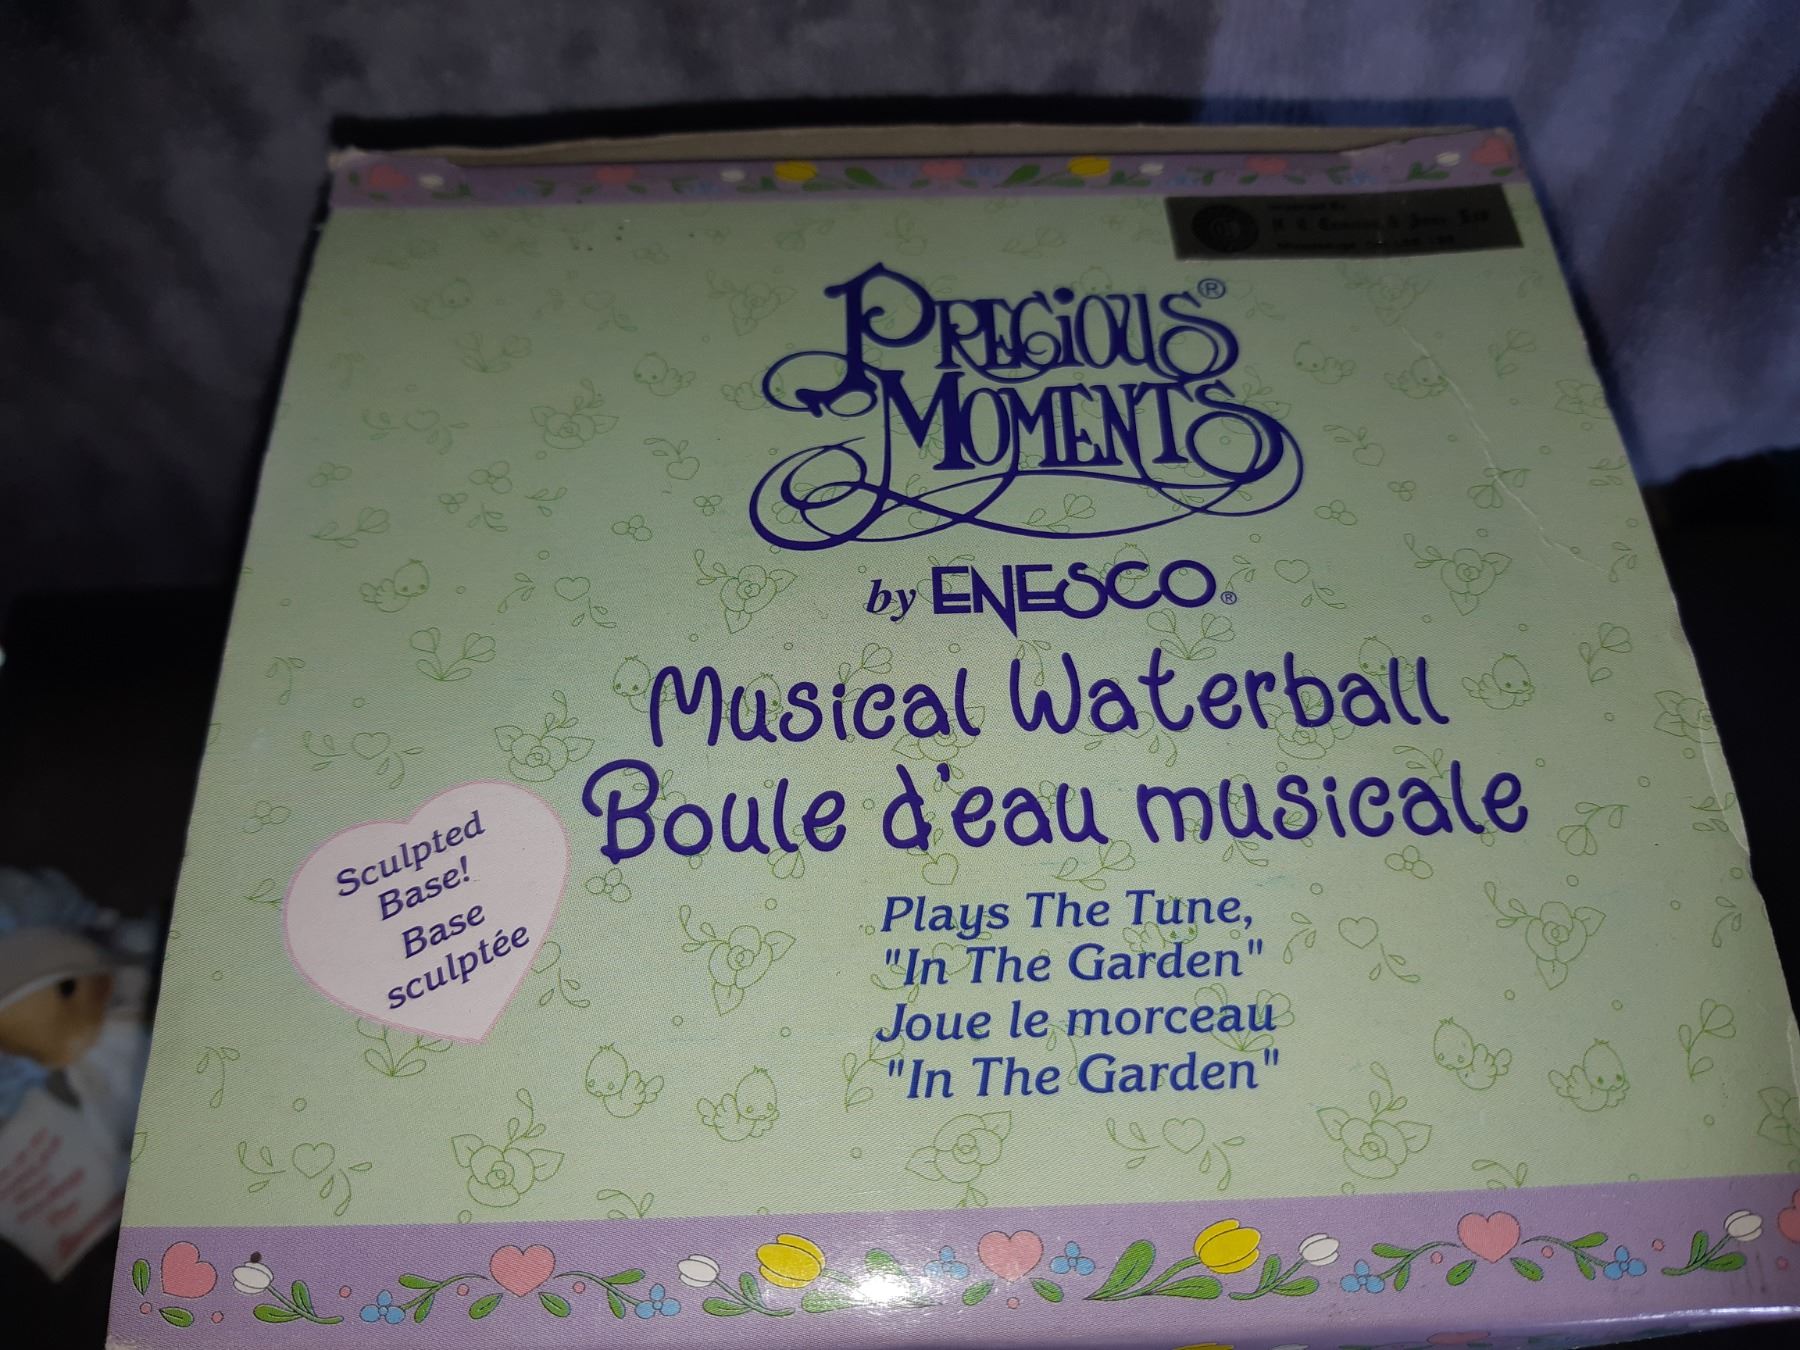 PRECIOUS®
MOMENTS
by ENESCO®
Musical Waterball
Boule d'eau musicale
Sculpted
Base!
Base
sculptée
Plays The Tune,
"In The Garden"
Joue le morceau
"In The Garden"